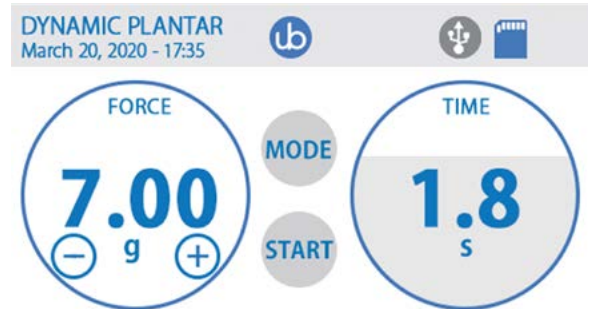 DYNAMIC PLANTAR
March 20, 2020 - 17:35
ub
FORCE
7.00
g
−
+
MODE
START
TIME
1.8
s